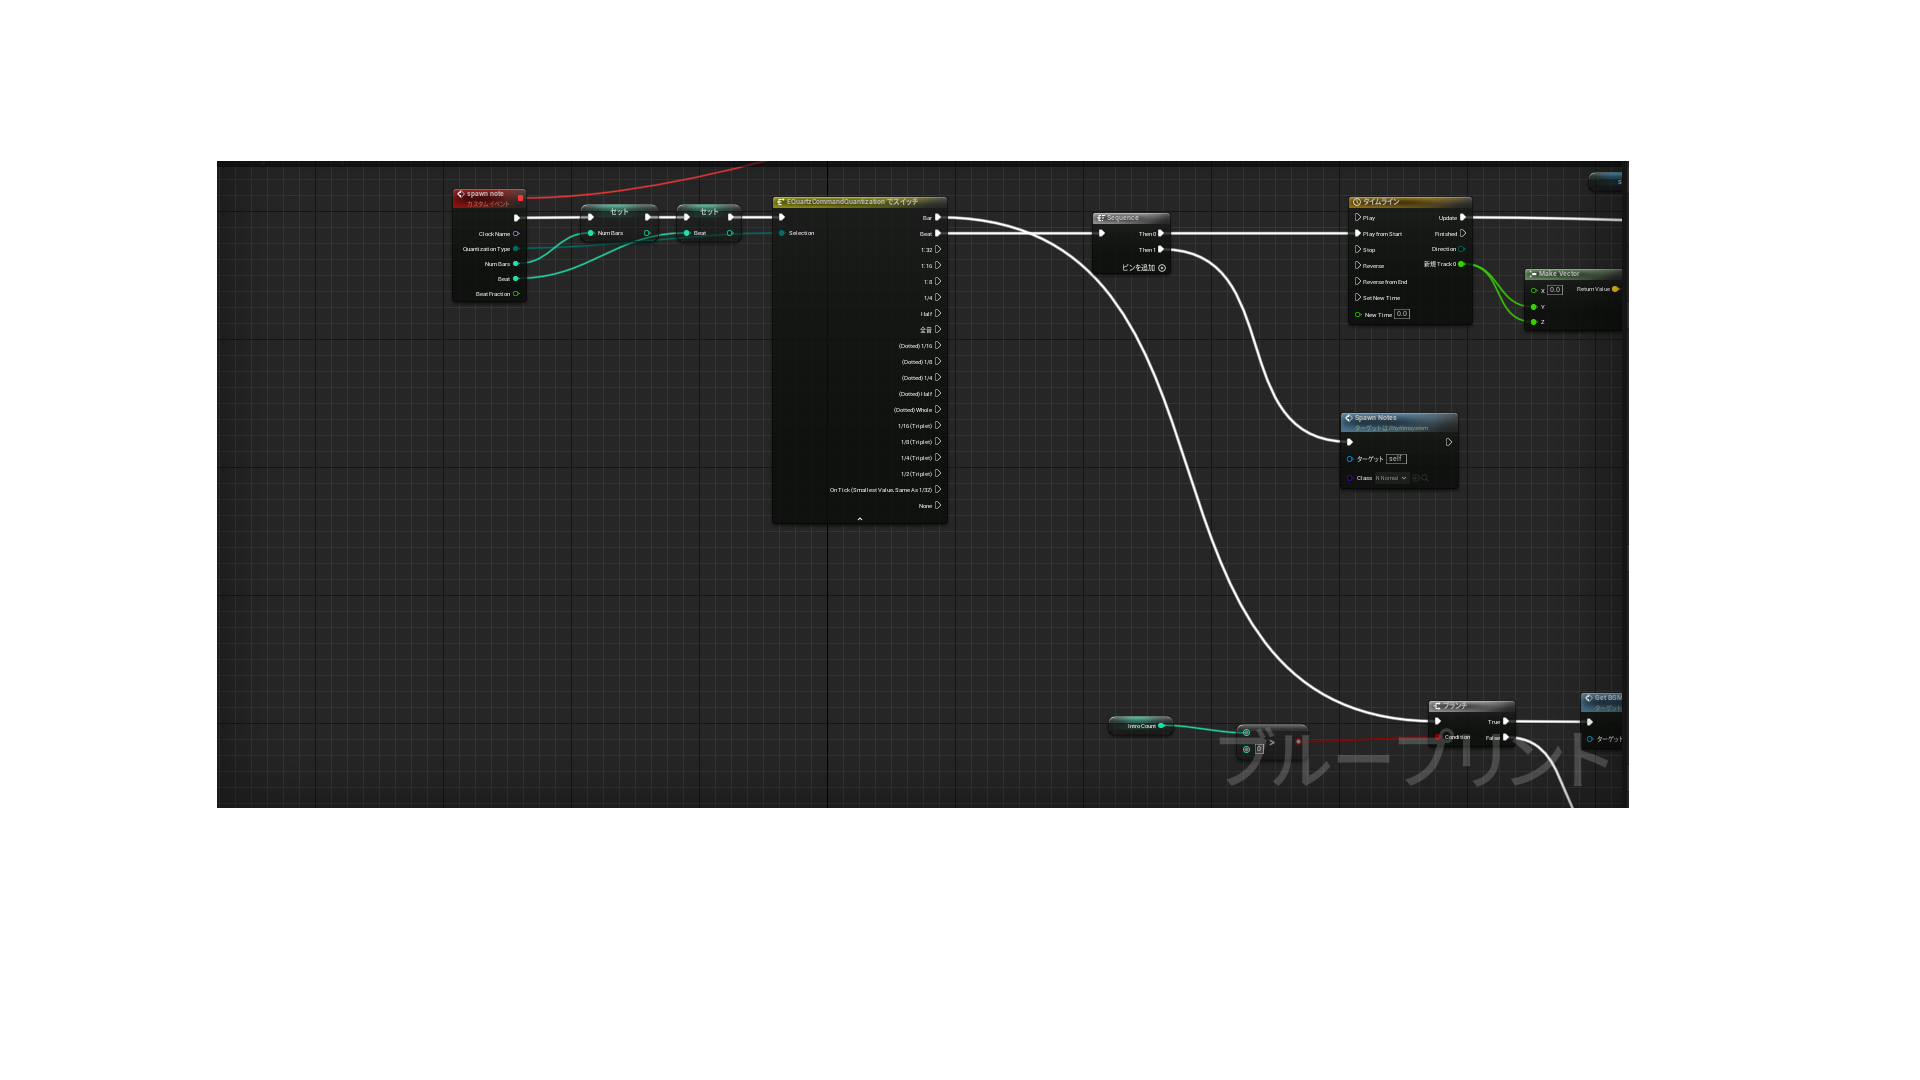 spawn note
カスタムイベント
Clock Name
Quantization Type
Num Bars
Beat
Beat Fraction
セット
Num Bars
セット
Beat
EQuartzCommandQuantization でスイッチ
Selection
Bar
Beat
1/32
1/16
1/8
1/4
Half
全音
(Dotted) 1/16
(Dotted) 1/8
(Dotted) 1/4
(Dotted) Half
(Dotted) Whole
1/16 (Triplet)
1/8 (Triplet)
1/4 (Triplet)
1/2 (Triplet)
On Tick (Smallest Value, Same As 1/32)
None
Sequence
Then 0
Then 1
ピンを追加
タイムライン
Play
Update
Play from Start
Finished
Stop
Direction
Reverse
新規 Track 0
Reverse from End
Set New Time
New Time 0.0
Make Vector
X 0.0
Return Value
Y
Z
Spawn Notes
ターゲット self
Class N Normal
Intro Count
0
>
ブランチ
True
Condition
False
Get BGM
ターゲット
ターゲット
ブループリント